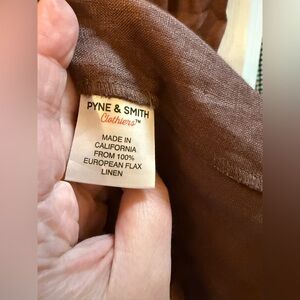 PYNE & SMITH
Clothiers™
MADE IN
CALIFORNIA
FROM 100%
EUROPEAN FLAX
LINEN